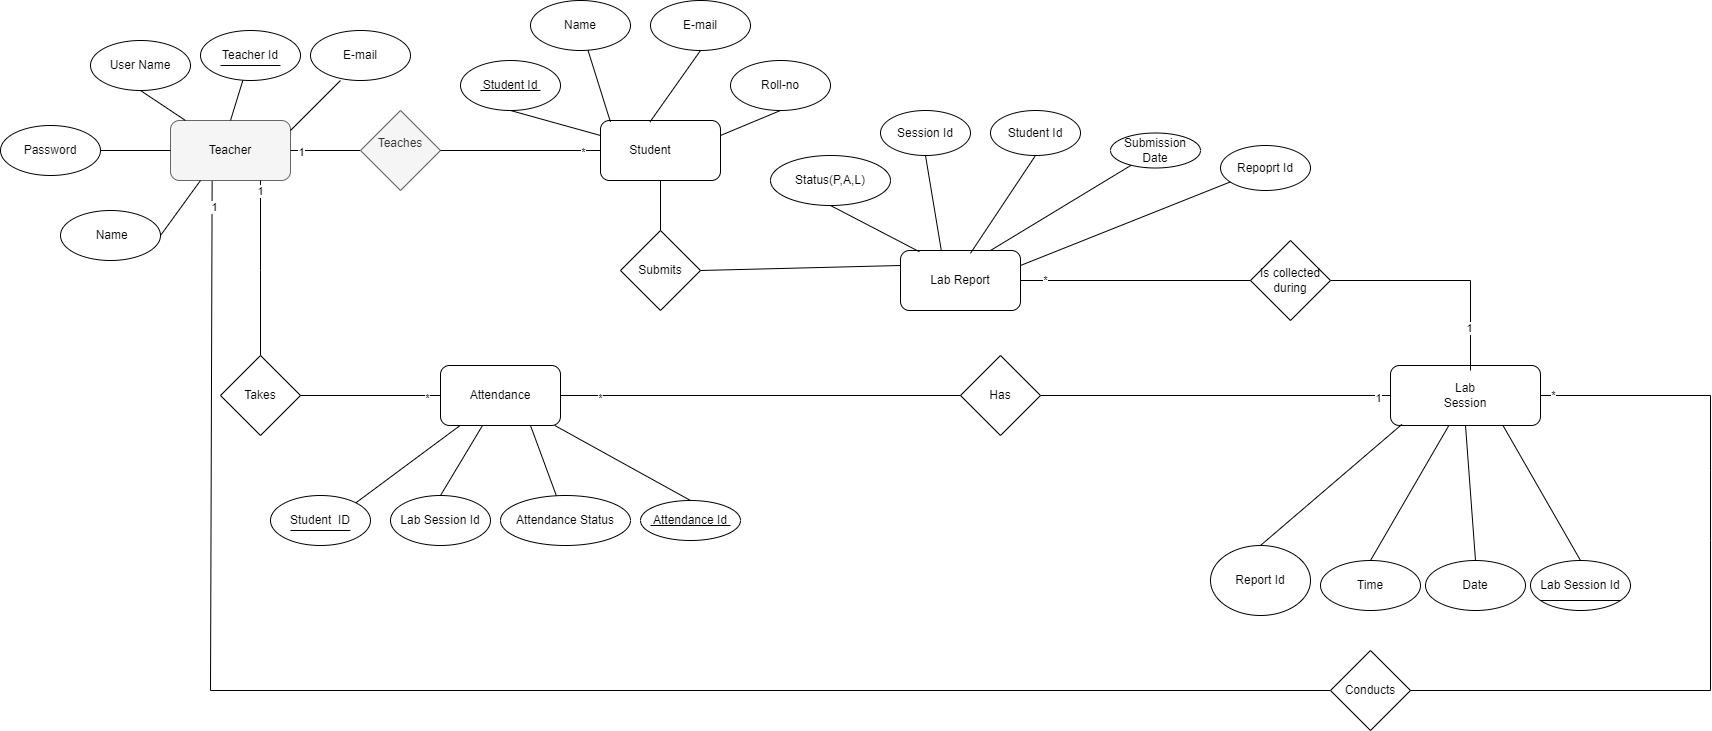 Name
E-mail
User Name
Teacher Id
E-mail
Student Id
Roll-no
Session Id
Student Id
Submission
Date
Password
Teacher
1
Teaches
*
Student
Status(P,A,L)
Repoprt Id
1
1
Name
Submits
Lab Report
*
Is collected
during
1
Takes
*
Attendance
*
Has
1
Lab
Session
*
Student  ID
Lab Session Id
Attendance Status
Attendance Id
Report Id
Time
Date
Lab Session Id
Conducts